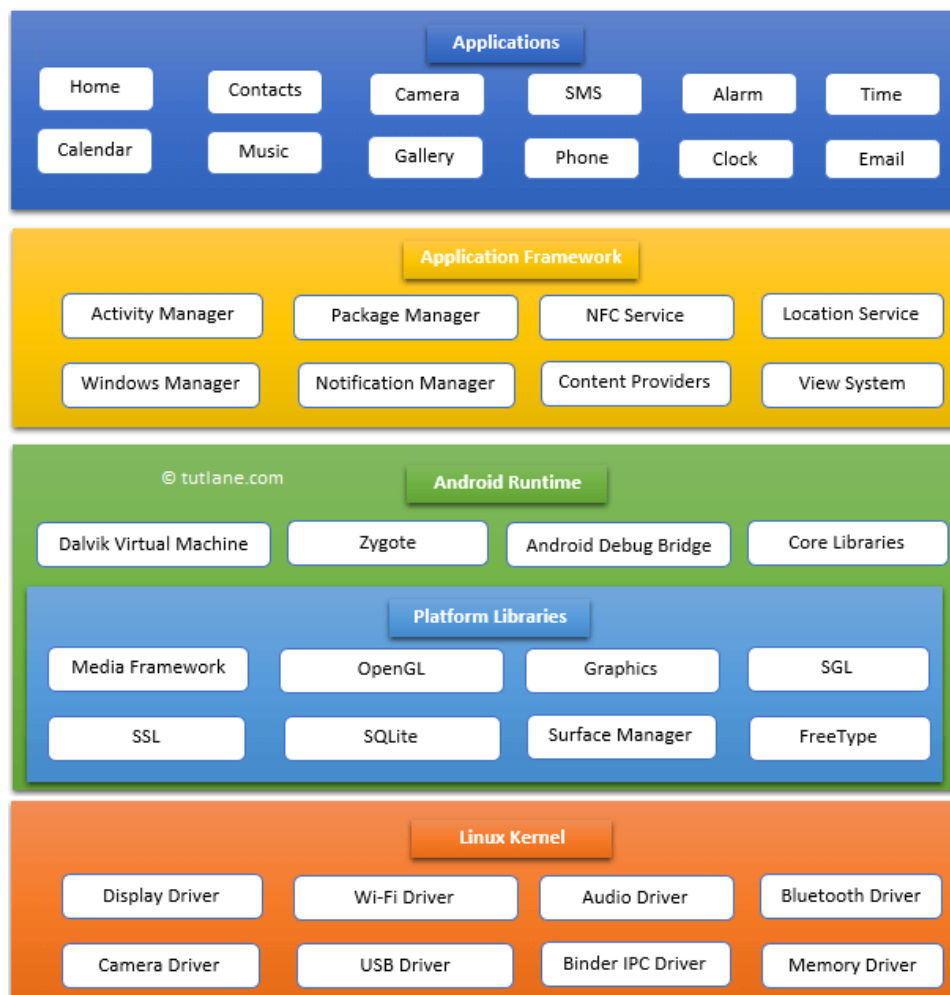 Applications
Home Contacts Camera SMS Alarm Time
Calendar Music Gallery Phone Clock Email
Application Framework
Activity Manager Package Manager NFC Service Location Service
Windows Manager Notification Manager Content Providers View System
© tutlane.com
Android Runtime
Dalvik Virtual Machine Zygote Android Debug Bridge Core Libraries
Platform Libraries
Media Framework OpenGL Graphics SGL
SSL SQLite Surface Manager FreeType
Linux Kernel
Display Driver Wi-Fi Driver Audio Driver Bluetooth Driver
Camera Driver USB Driver Binder IPC Driver Memory Driver